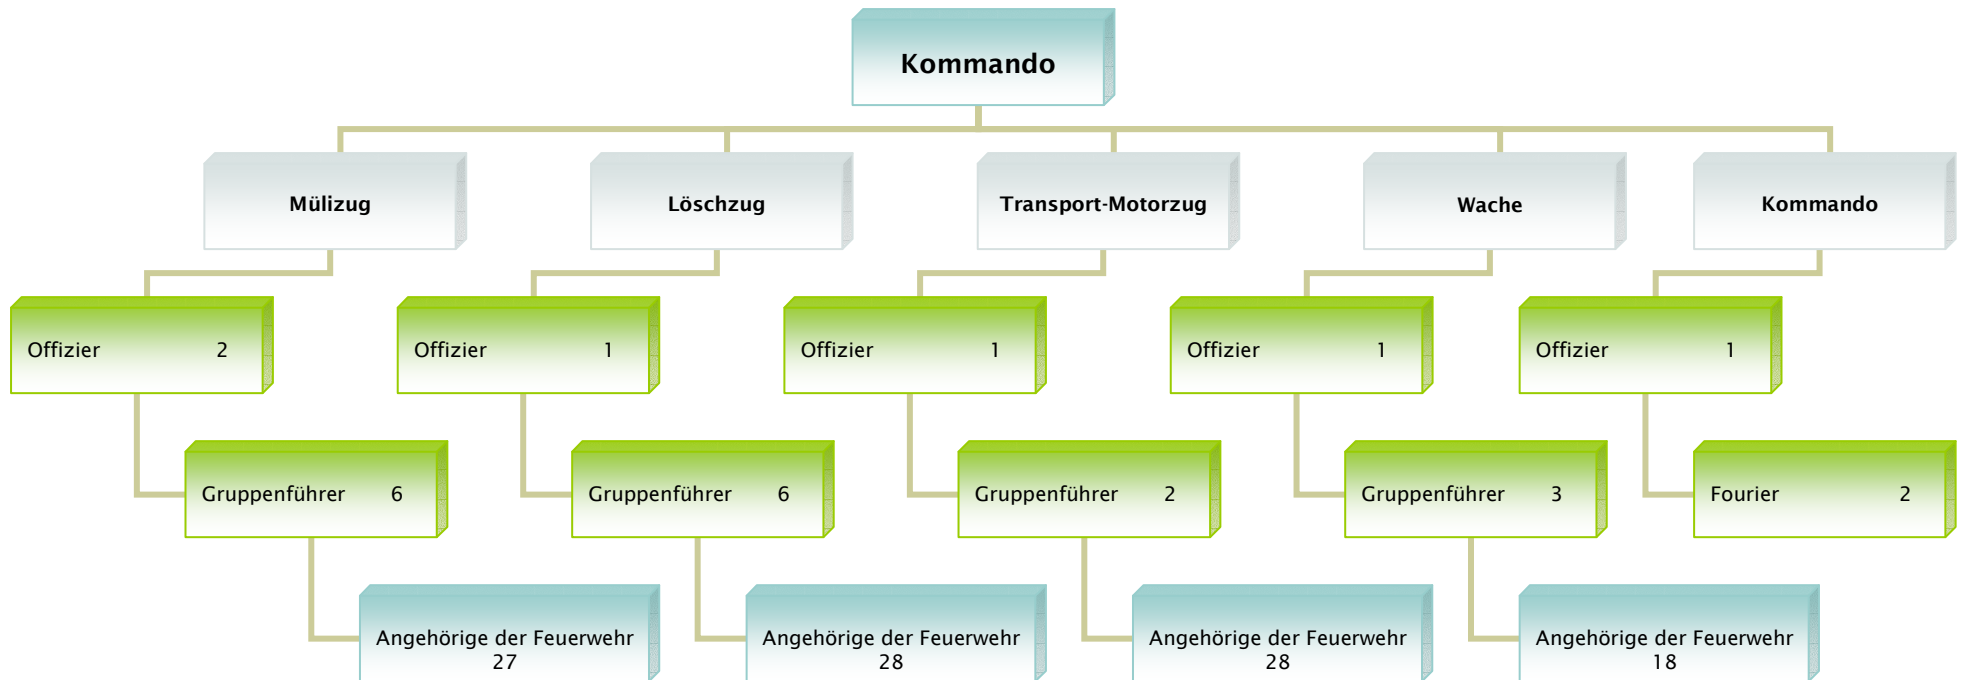 Kommando
Mülizug
Löschzug
Transport-Motorzug
Wache
Kommando
Offizier 2
Offizier 1
Offizier 1
Offizier 1
Offizier 1
Gruppenführer 6
Gruppenführer 6
Gruppenführer 2
Gruppenführer 3
Fourier 2
Angehörige der Feuerwehr
27
Angehörige der Feuerwehr
28
Angehörige der Feuerwehr
28
Angehörige der Feuerwehr
18